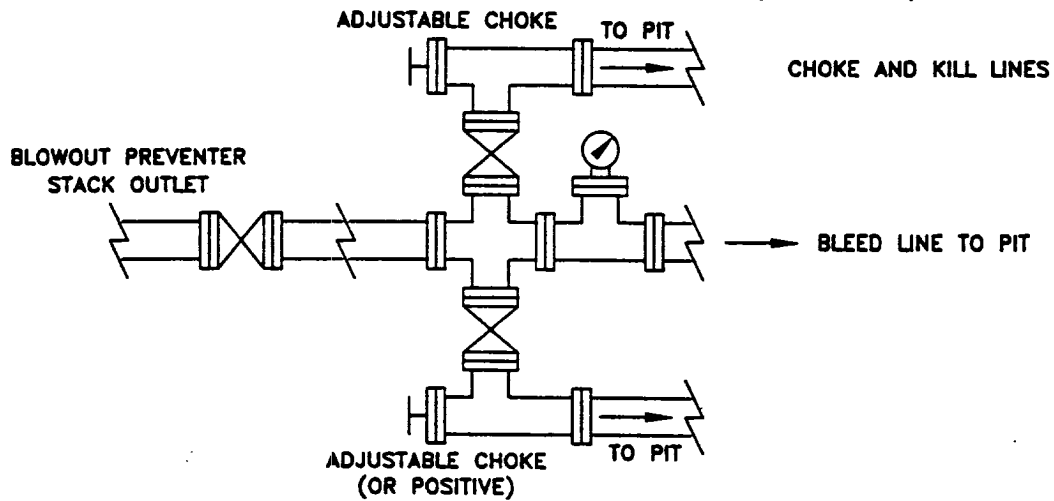 ADJUSTABLE CHOKE
TO PIT
CHOKE AND KILL LINES
BLOWOUT PREVENTER
STACK OUTLET
BLEED LINE TO PIT
ADJUSTABLE CHOKE
(OR POSITIVE)
TO PIT